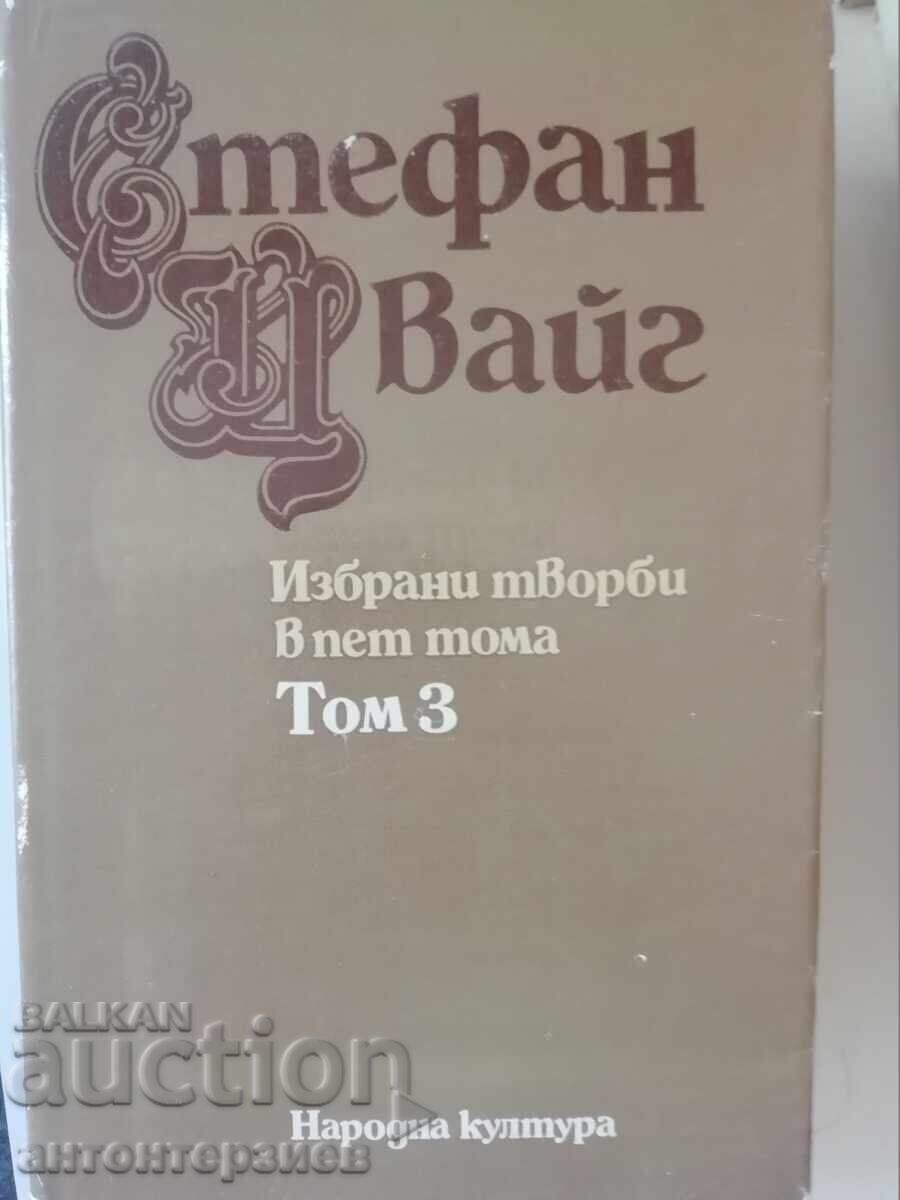 Стефан
Цвайг
Избрани творби
в пет тома
Том 3
Народна култура
BALKAN
auction
антонтерзиев